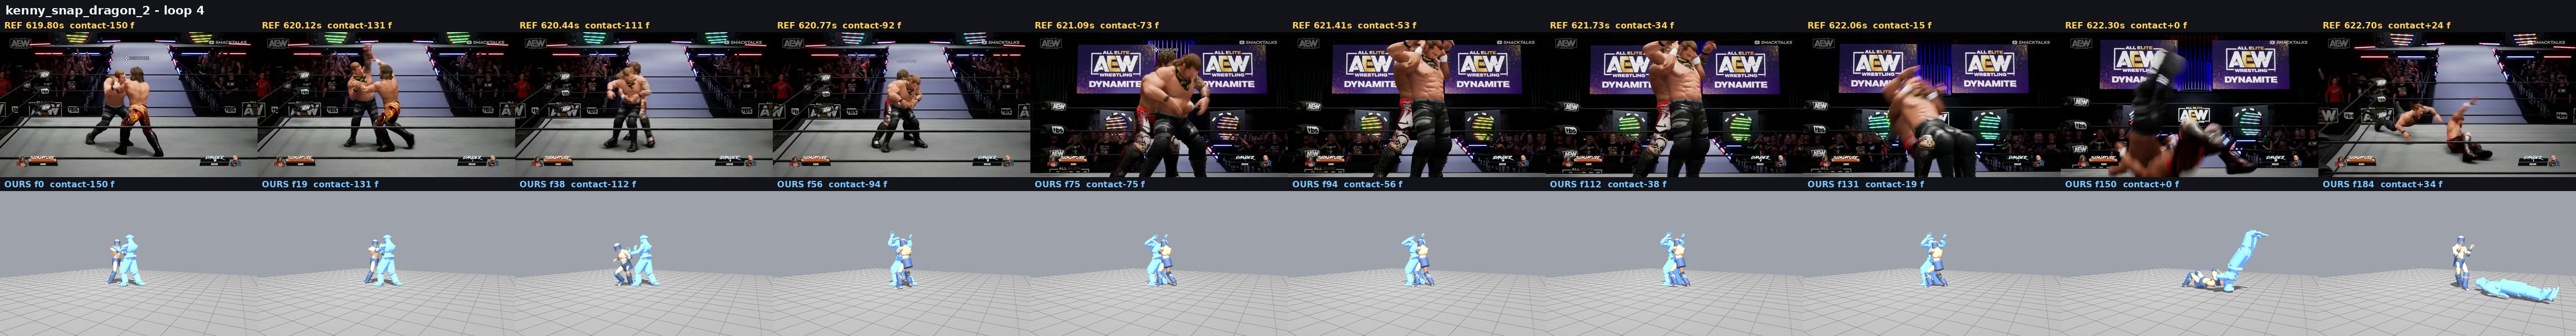 kenny_snap_dragon_2 - loop 4
REF 619.80s contact-150 f
REF 620.12s contact-131 f
REF 620.44s contact-111 f
REF 620.77s contact-92 f
REF 621.09s contact-73 f
REF 621.41s contact-53 f
REF 621.73s contact-34 f
REF 622.06s contact-15 f
REF 622.30s contact+0 f
REF 622.70s contact+24 f
AEW
SMACKTALKS
ALL ELITE
AEW
WRESTLING
DYNAMITE
SIGNATURE
OURS f0 contact-150 f
OURS f19 contact-131 f
OURS f38 contact-112 f
OURS f56 contact-94 f
OURS f75 contact-75 f
OURS f94 contact-56 f
OURS f112 contact-38 f
OURS f131 contact-19 f
OURS f150 contact+0 f
OURS f184 contact+34 f